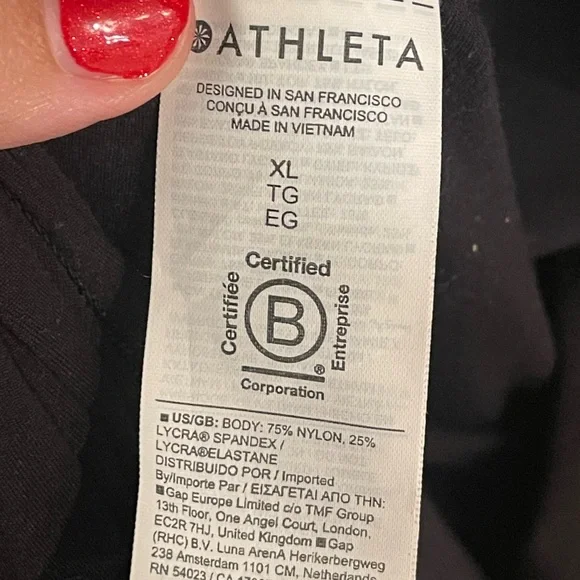 ATHLETA
DESIGNED IN SAN FRANCISCO
CONÇU À SAN FRANCISCO
MADE IN VIETNAM
XL
TG
EG
Certified
Certifiée
B
Entreprise
®
Corporation
US/GB: BODY: 75% NYLON, 25%
LYCRA® SPANDEX /
LYCRA®ELASTANE
DISTRIBUIDO POR / Imported
By/Importe Par / ΕΙΣΑΓΕΤΑΙ ΑΠΟ ΤΗΝ:
Gap Europe Limited c/o TMF Group
13th Floor, One Angel Court, London,
EC2R 7HJ, United Kingdom Gap
(RHC) B.V. Luna ArenA Herikerbergweg
238 Amsterdam 1101 CM, Netherlands
RN 54023 / CA